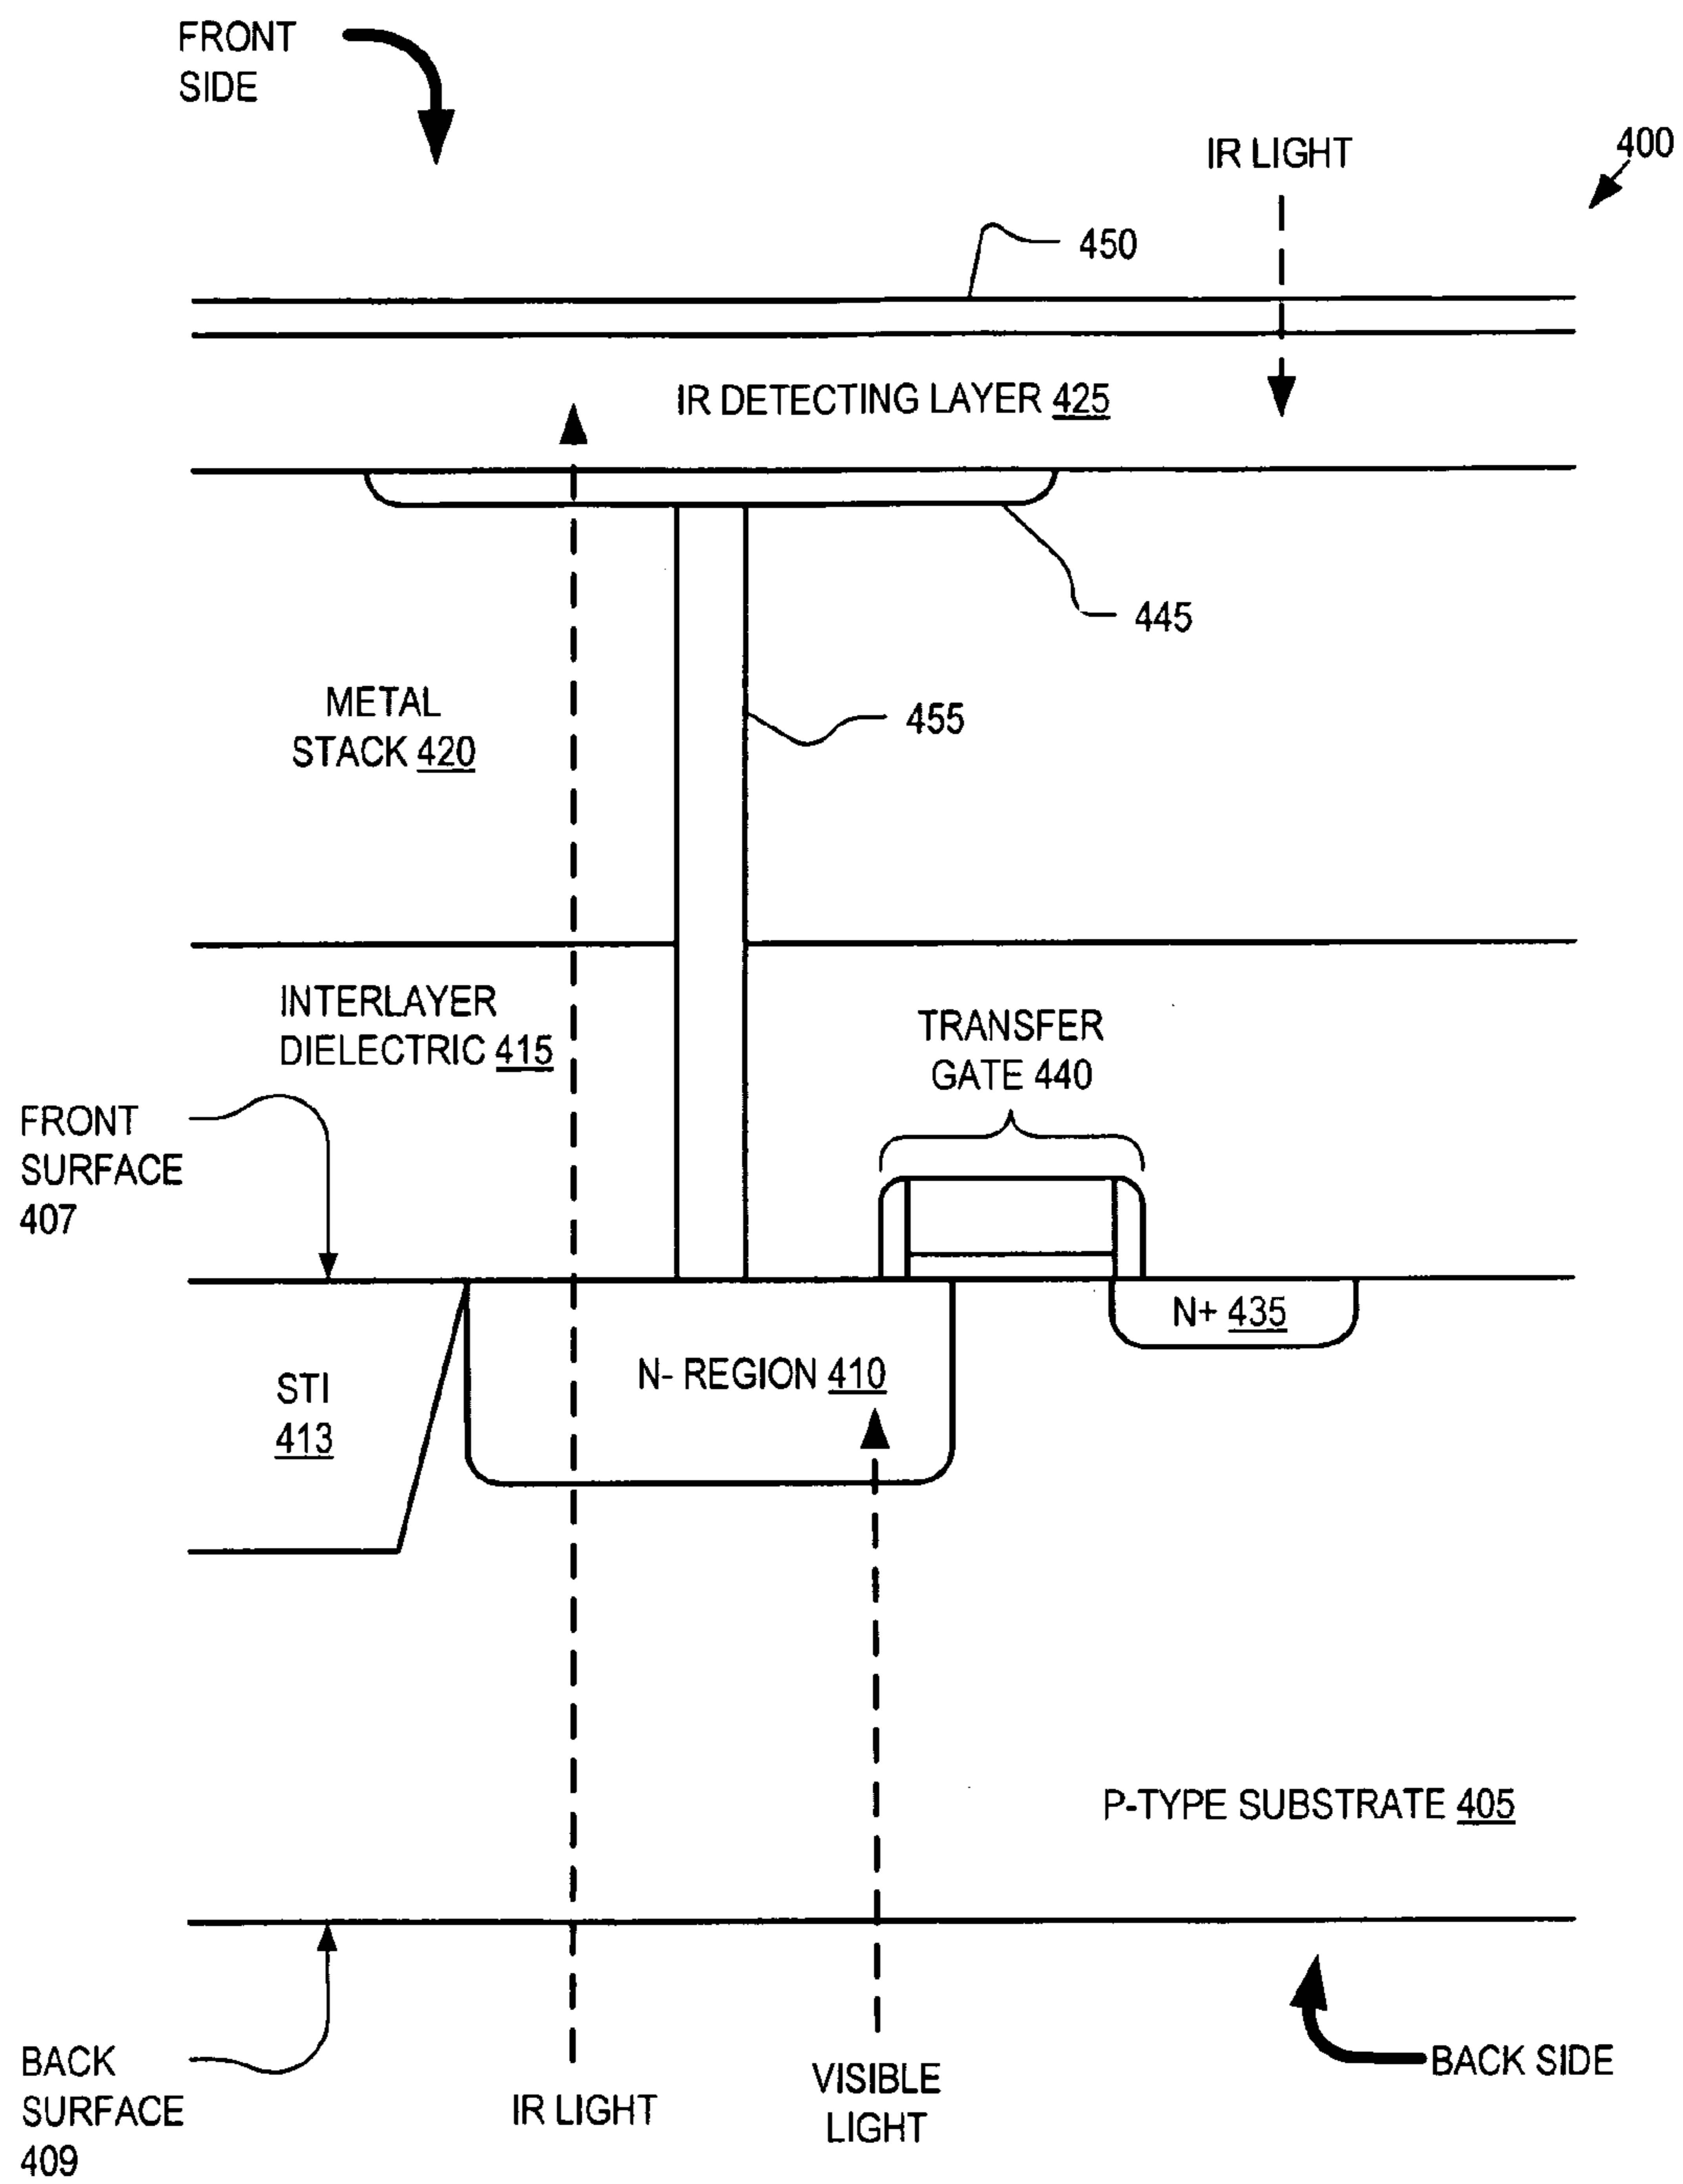 FRONT
SIDE
IR LIGHT
400
450
IR DETECTING LAYER 425
445
METAL
STACK 420
455
INTERLAYER
DIELECTRIC 415
TRANSFER
GATE 440
FRONT
SURFACE
407
N+ 435
N- REGION 410
STI
413
P-TYPE SUBSTRATE 405
BACK
SURFACE
409
IR LIGHT
VISIBLE
LIGHT
BACK SIDE